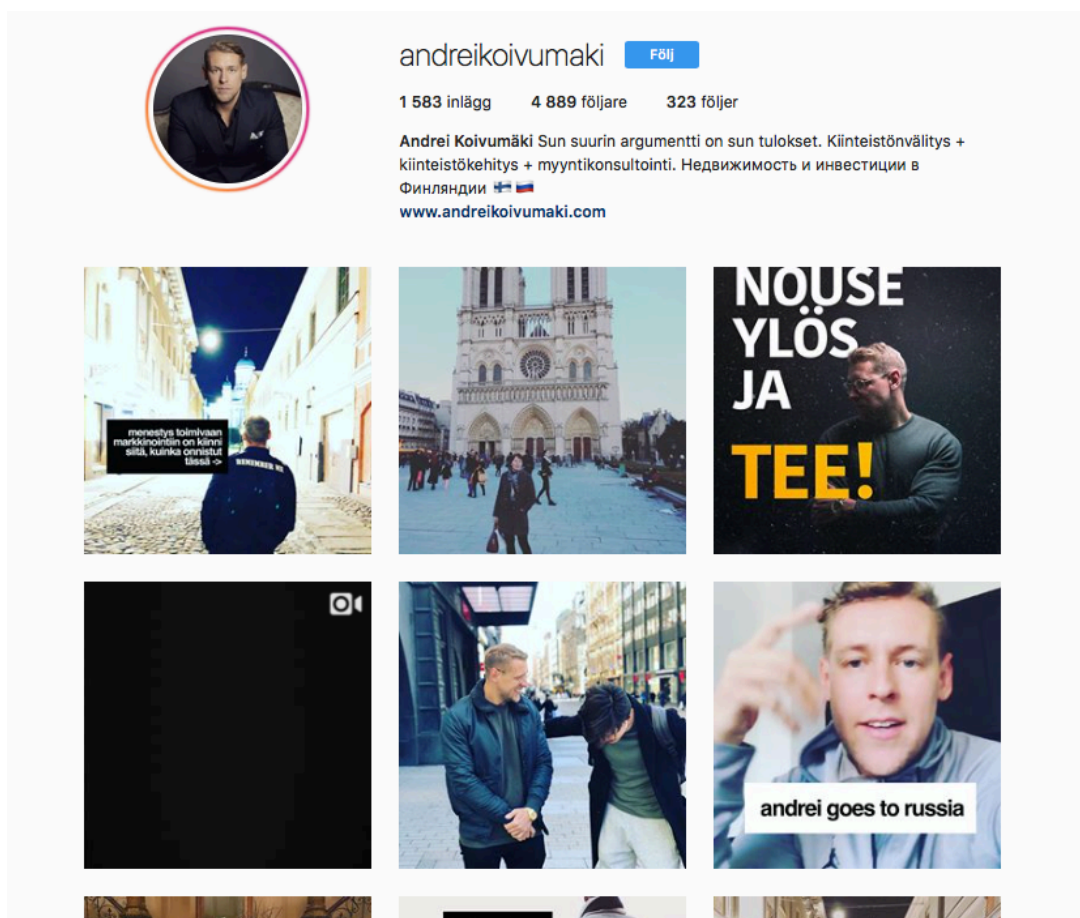 andreikoivumaki Följ
1 583 inlägg 4 889 följare 323 följer
Andrei Koivumäki Sun suurin argumentti on sun tulokset. Kiinteistönvälitys +
kiinteistökehitys + myyntikonsultointi. Недвижимость и инвестиции в
Финляндии 🇫🇮 🇷🇺
www.andreikoivumaki.com
menestys toimivaan
markkinointiin on kiinni
siitä, kuinka onnistut
tässä ->
REMEMBER ME
NOUSE
YLÖS
JA
TEE!
andrei goes to russia